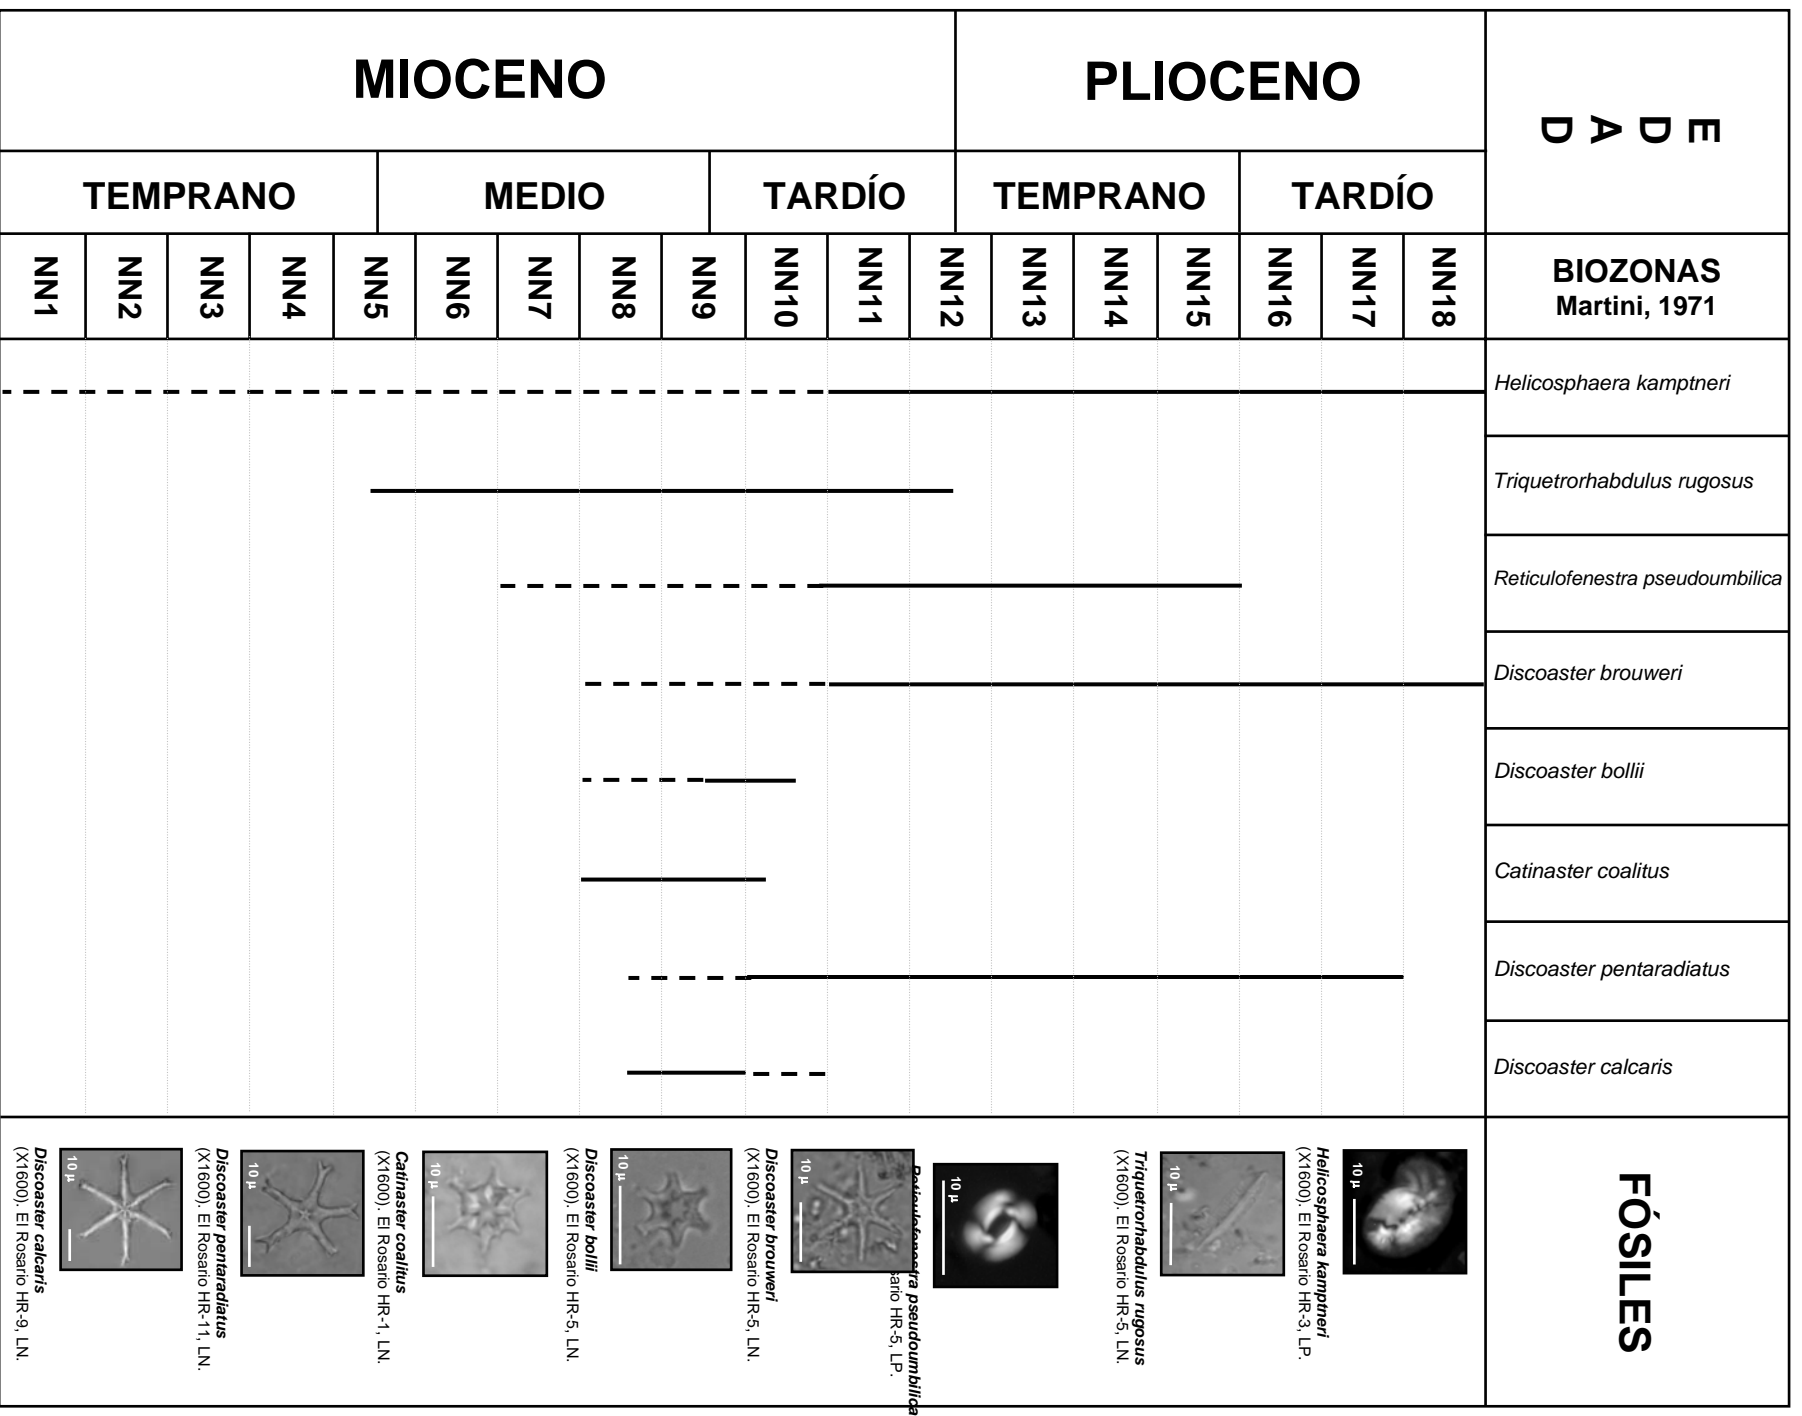 MIOCENO
PLIOCENO
EDAD
TEMPRANO
MEDIO
TARDÍO
TEMPRANO
TARDÍO
NN1
NN2
NN3
NN4
NN5
NN6
NN7
NN8
NN9
NN10
NN11
NN12
NN13
NN14
NN15
NN16
NN17
NN18
BIOZONAS
Martini, 1971
Helicosphaera kamptneri
Triquetrorhabdulus rugosus
Reticulofenestra pseudoumbilica
Discoaster brouweri
Discoaster bollii
Catinaster coalitus
Discoaster pentaradiatus
Discoaster calcaris
FÓSILES
10 µ
Helicosphaera kamptneri
(X1600). El Rosario HR-3, LP.
10 µ
Triquetrorhabdulus rugosus
(X1600). El Rosario HR-5, LN.
10 µ
Reticulofenestra pseudoumbilica
sario HR-5, LP.
10 µ
Discoaster brouweri
(X1600). El Rosario HR-5, LN.
10 µ
Discoaster bollii
(X1600). El Rosario HR-5, LN.
10 µ
Catinaster coalitus
(X1600). El Rosario HR-1, LN.
10 µ
Discoaster pentaradiatus
(X1600). El Rosario HR-11, LN.
10 µ
Discoaster calcaris
(X1600). El Rosario HR-9, LN.